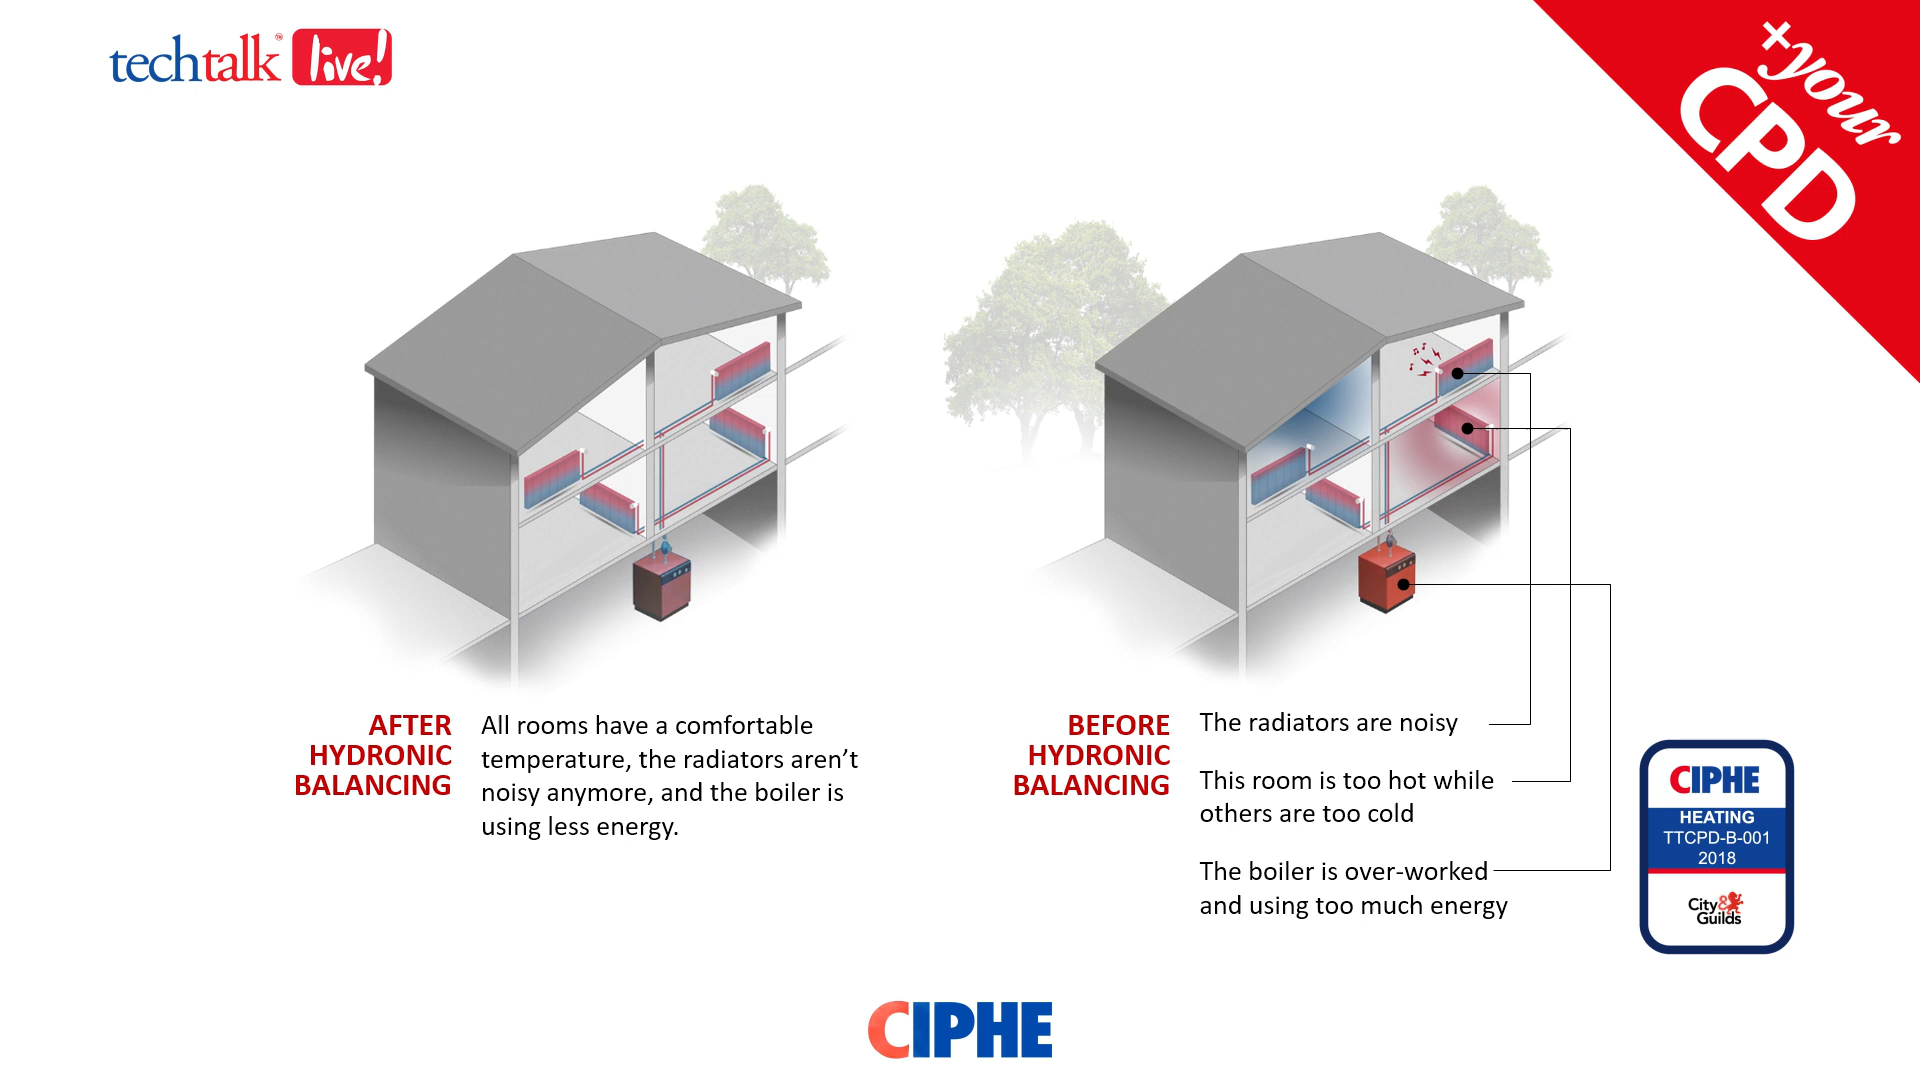 techtalk™ live!
+your
CPD
AFTER
HYDRONIC
BALANCING
All rooms have a comfortable
temperature, the radiators aren’t
noisy anymore, and the boiler is
using less energy.
BEFORE
HYDRONIC
BALANCING
The radiators are noisy
This room is too hot while
others are too cold
The boiler is over-worked
and using too much energy
CIPHE
HEATING
TTCPD-B-001
2018
City&
Guilds
CIPHE